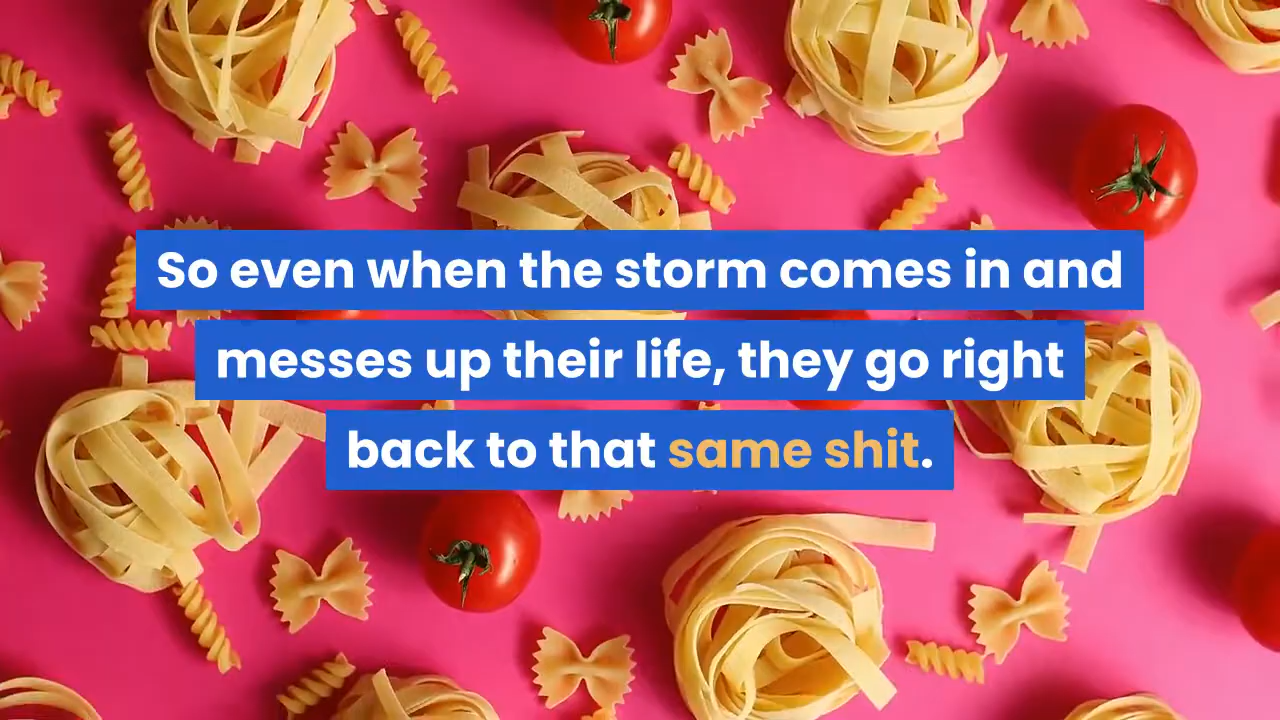 So even when the storm comes in and
messes up their life, they go right
back to that same shit.